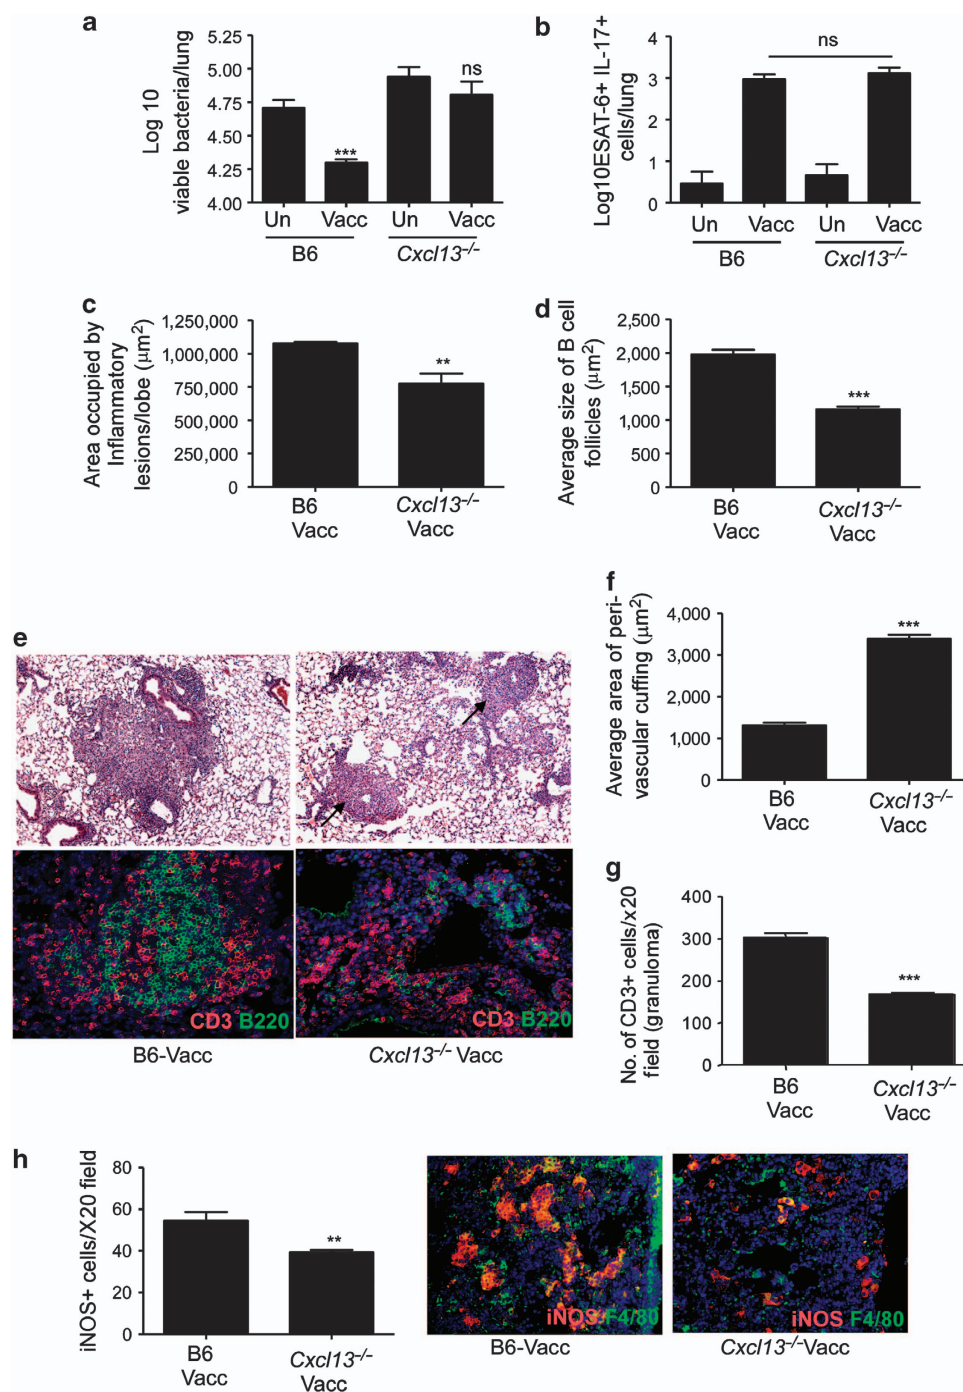 a
Log 10
viable bacteria/lung
5.25
5.00
4.75
4.50
4.25
4.00
***
ns
Un Vacc Un Vacc
B6 Cxcl13-/-
b
Log10ESAT-6+ IL-17+
cells/lung
4
3
2
1
0
ns
Un Vacc Un Vacc
B6 Cxcl13-/-
c
Area occupied by
Inflammatory
lesions/lobe (μm2)
1,250,000
1,000,000
750,000
500,000
250,000
0
**
B6 Cxcl13-/-
Vacc Vacc
d
Average size of B cell
follicles (μm2)
2,500
2,000
1,500
1,000
500
0
***
B6 Cxcl13-/-
Vacc Vacc
e
CD3 B220
CD3 B220
B6-Vacc Cxcl13-/- Vacc
f
Average area of peri-
vascular cuffing (μm2)
4,000
3,000
2,000
1,000
0
***
B6 Cxcl13-/-
Vacc Vacc
g
No. of CD3+ cells/x20
field (granuloma)
400
300
200
100
0
***
B6 Cxcl13-/-
Vacc Vacc
h
iNOS+ cells/X20 field
80
60
40
20
0
**
B6 Cxcl13-/-
Vacc Vacc
iNOS F4/80
iNOS F4/80
B6-Vacc Cxcl13-/-Vacc